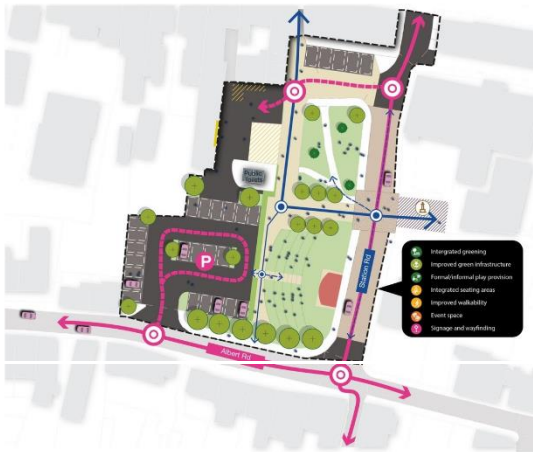 Public
toilets
P
Station Rd
Albert Rd
Intergrated greening
Improved green infrastructure
Formal/informal play provision
Integrated seating areas
Improved walkability
Event space
Signage and wayfinding